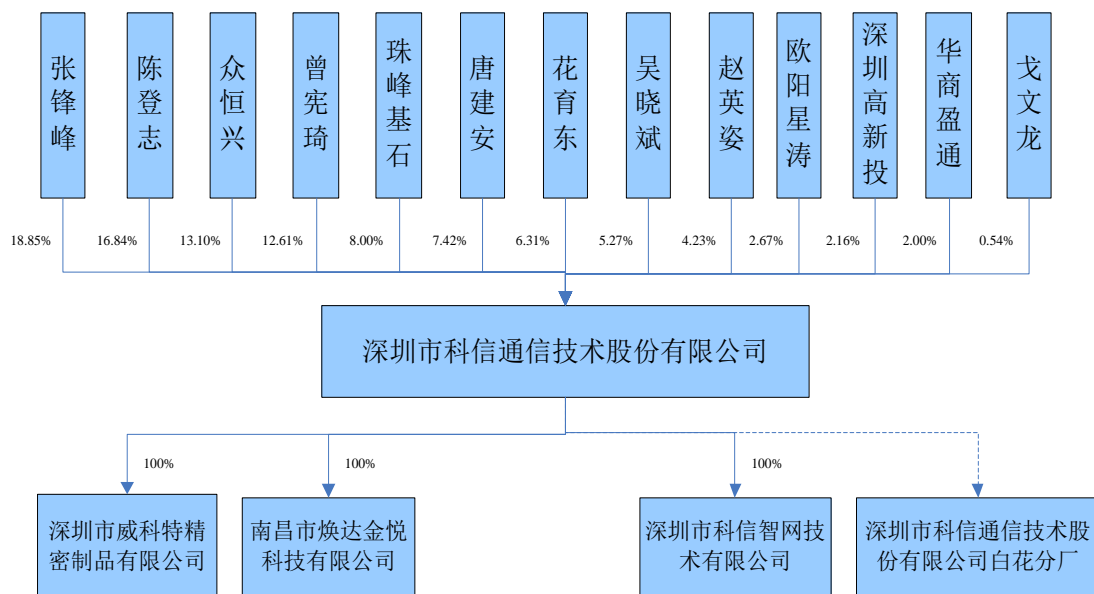 张锋峰
陈登志
众恒兴
曾宪琦
珠峰基石
唐建安
花育东
吴晓斌
赵英姿
欧阳星涛
深圳高新投
华商盈通
戈文龙
18.85%
16.84%
13.10%
12.61%
8.00%
7.42%
6.31%
5.27%
4.23%
2.67%
2.16%
2.00%
0.54%
深圳市科信通信技术股份有限公司
100%
100%
100%
深圳市威科特精
密制品有限公司
南昌市焕达金悦
科技有限公司
深圳市科信智网技
术有限公司
深圳市科信通信技术股
份有限公司白花分厂